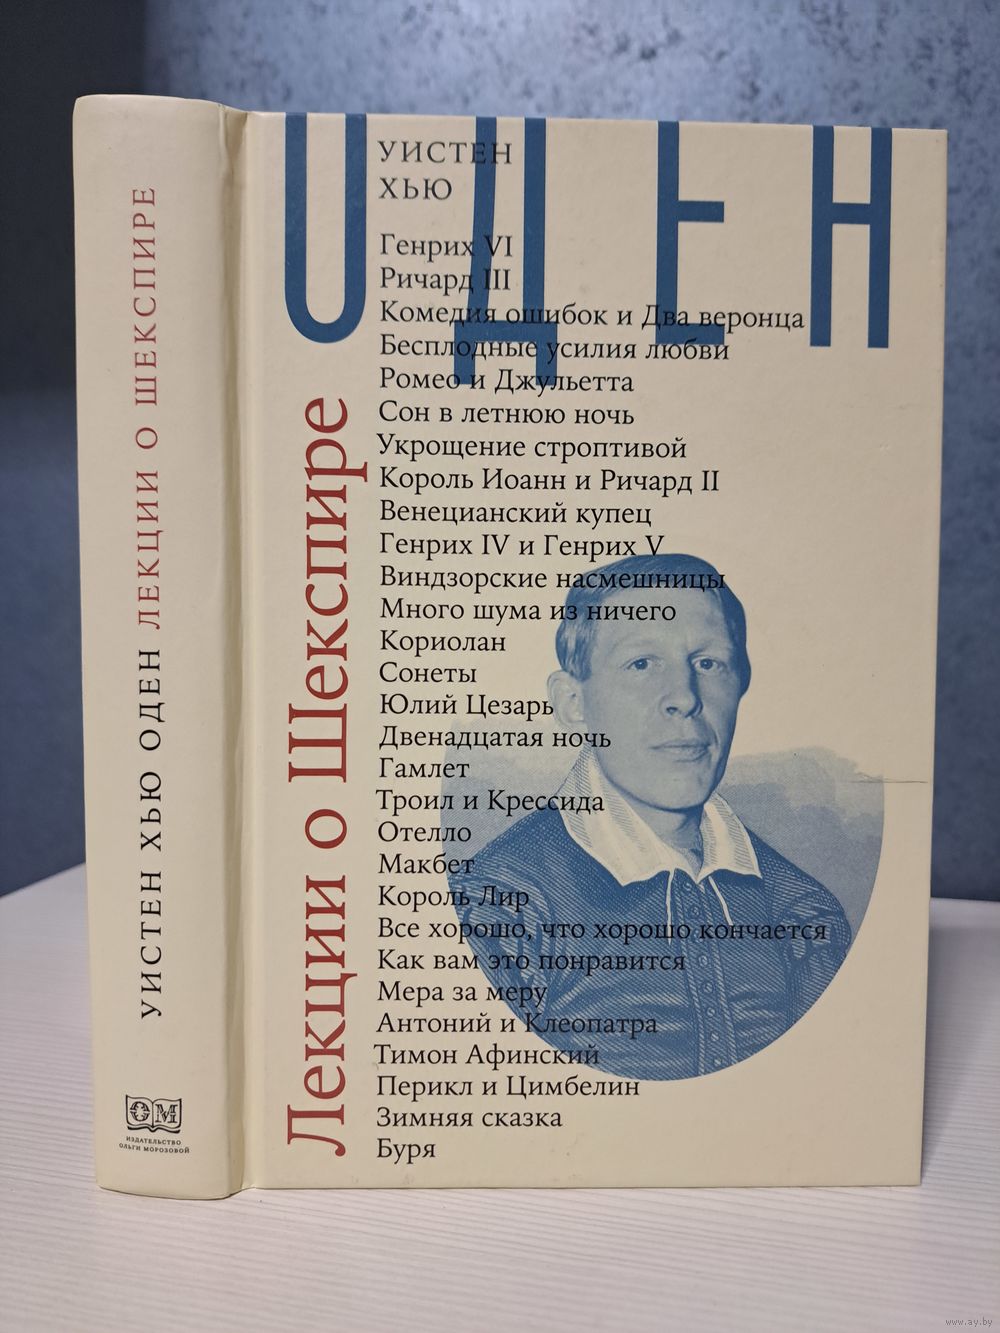 УИСТЕН ХЬЮ ОДЕН ЛЕКЦИИ О ШЕКСПИРЕ
ОМ
ИЗДАТЕЛЬСТВО
ОЛЬГИ МОРОЗОВОЙ
ОДЕН
УИСТЕН
ХЬЮ
Лекции о Шекспире
Генрих VI
Ричард III
Комедия ошибок и Два веронца
Бесплодные усилия любви
Ромео и Джульетта
Сон в летнюю ночь
Укрощение строптивой
Король Иоанн и Ричард II
Венецианский купец
Генрих IV и Генрих V
Виндзорские насмешницы
Много шума из ничего
Кориолан
Сонеты
Юлий Цезарь
Двенадцатая ночь
Гамлет
Троил и Крессида
Отелло
Макбет
Король Лир
Все хорошо, что хорошо кончается
Как вам это понравится
Мера за меру
Антоний и Клеопатра
Тимон Афинский
Перикл и Цимбелин
Зимняя сказка
Буря
www.ay.by